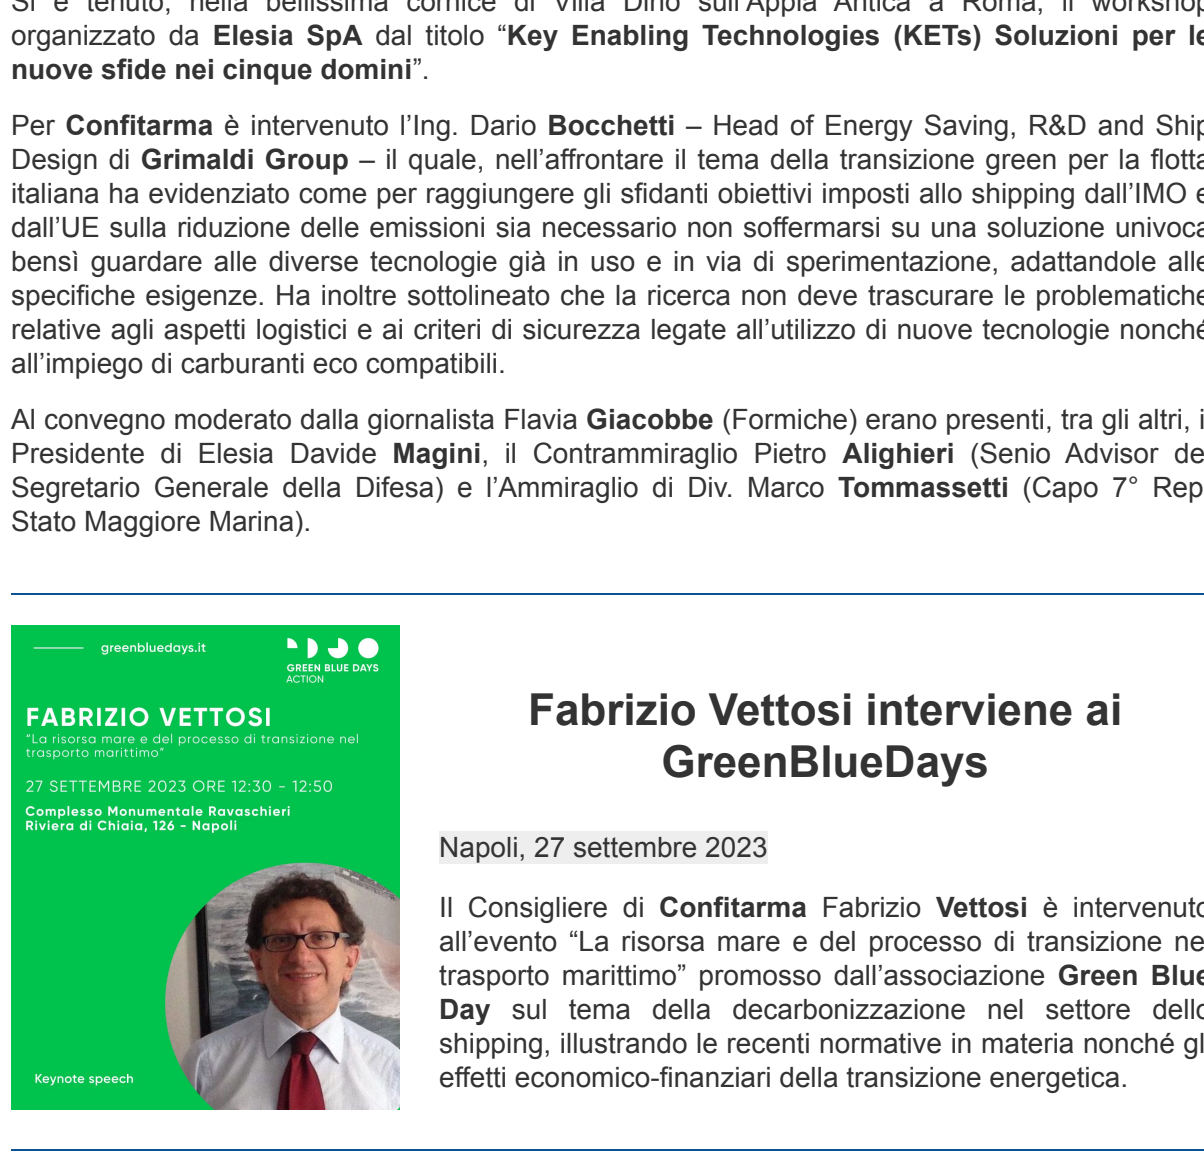 Si è tenuto, nella bellissima cornice di Villa Dino sull'Appia Antica a Roma, il workshop
organizzato da Elesia SpA dal titolo “Key Enabling Technologies (KETs) Soluzioni per le
nuove sfide nei cinque domini”.
Per Confitarma è intervenuto l’Ing. Dario Bocchetti – Head of Energy Saving, R&D and Ship
Design di Grimaldi Group – il quale, nell’affrontare il tema della transizione green per la flotta
italiana ha evidenziato come per raggiungere gli sfidanti obiettivi imposti allo shipping dall’IMO e
dall’UE sulla riduzione delle emissioni sia necessario non soffermarsi su una soluzione univoca
bensì guardare alle diverse tecnologie già in uso e in via di sperimentazione, adattandole alle
specifiche esigenze. Ha inoltre sottolineato che la ricerca non deve trascurare le problematiche
relative agli aspetti logistici e ai criteri di sicurezza legate all’utilizzo di nuove tecnologie nonché
all’impiego di carburanti eco compatibili.
Al convegno moderato dalla giornalista Flavia Giacobbe (Formiche) erano presenti, tra gli altri, i
Presidente di Elesia Davide Magini, il Contrammiraglio Pietro Alighieri (Senio Advisor de
Segretario Generale della Difesa) e l’Ammiraglio di Div. Marco Tommassetti (Capo 7° Rep
Stato Maggiore Marina).
greenbluedays.it
GREEN BLUE DAYS
ACTION
FABRIZIO VETTOSI
“La risorsa mare e del processo di transizione nel
trasporto marittimo”
27 SETTEMBRE 2023 ORE 12:30 - 12:50
Complesso Monumentale Ravaschieri
Riviera di Chiaia, 126 - Napoli
Keynote speech
Fabrizio Vettosi interviene ai
GreenBlueDays
Napoli, 27 settembre 2023
Il Consigliere di Confitarma Fabrizio Vettosi è intervenuto
all’evento “La risorsa mare e del processo di transizione ne
trasporto marittimo” promosso dall’associazione Green Blue
Day sul tema della decarbonizzazione nel settore dello
shipping, illustrando le recenti normative in materia nonché gl
effetti economico-finanziari della transizione energetica.